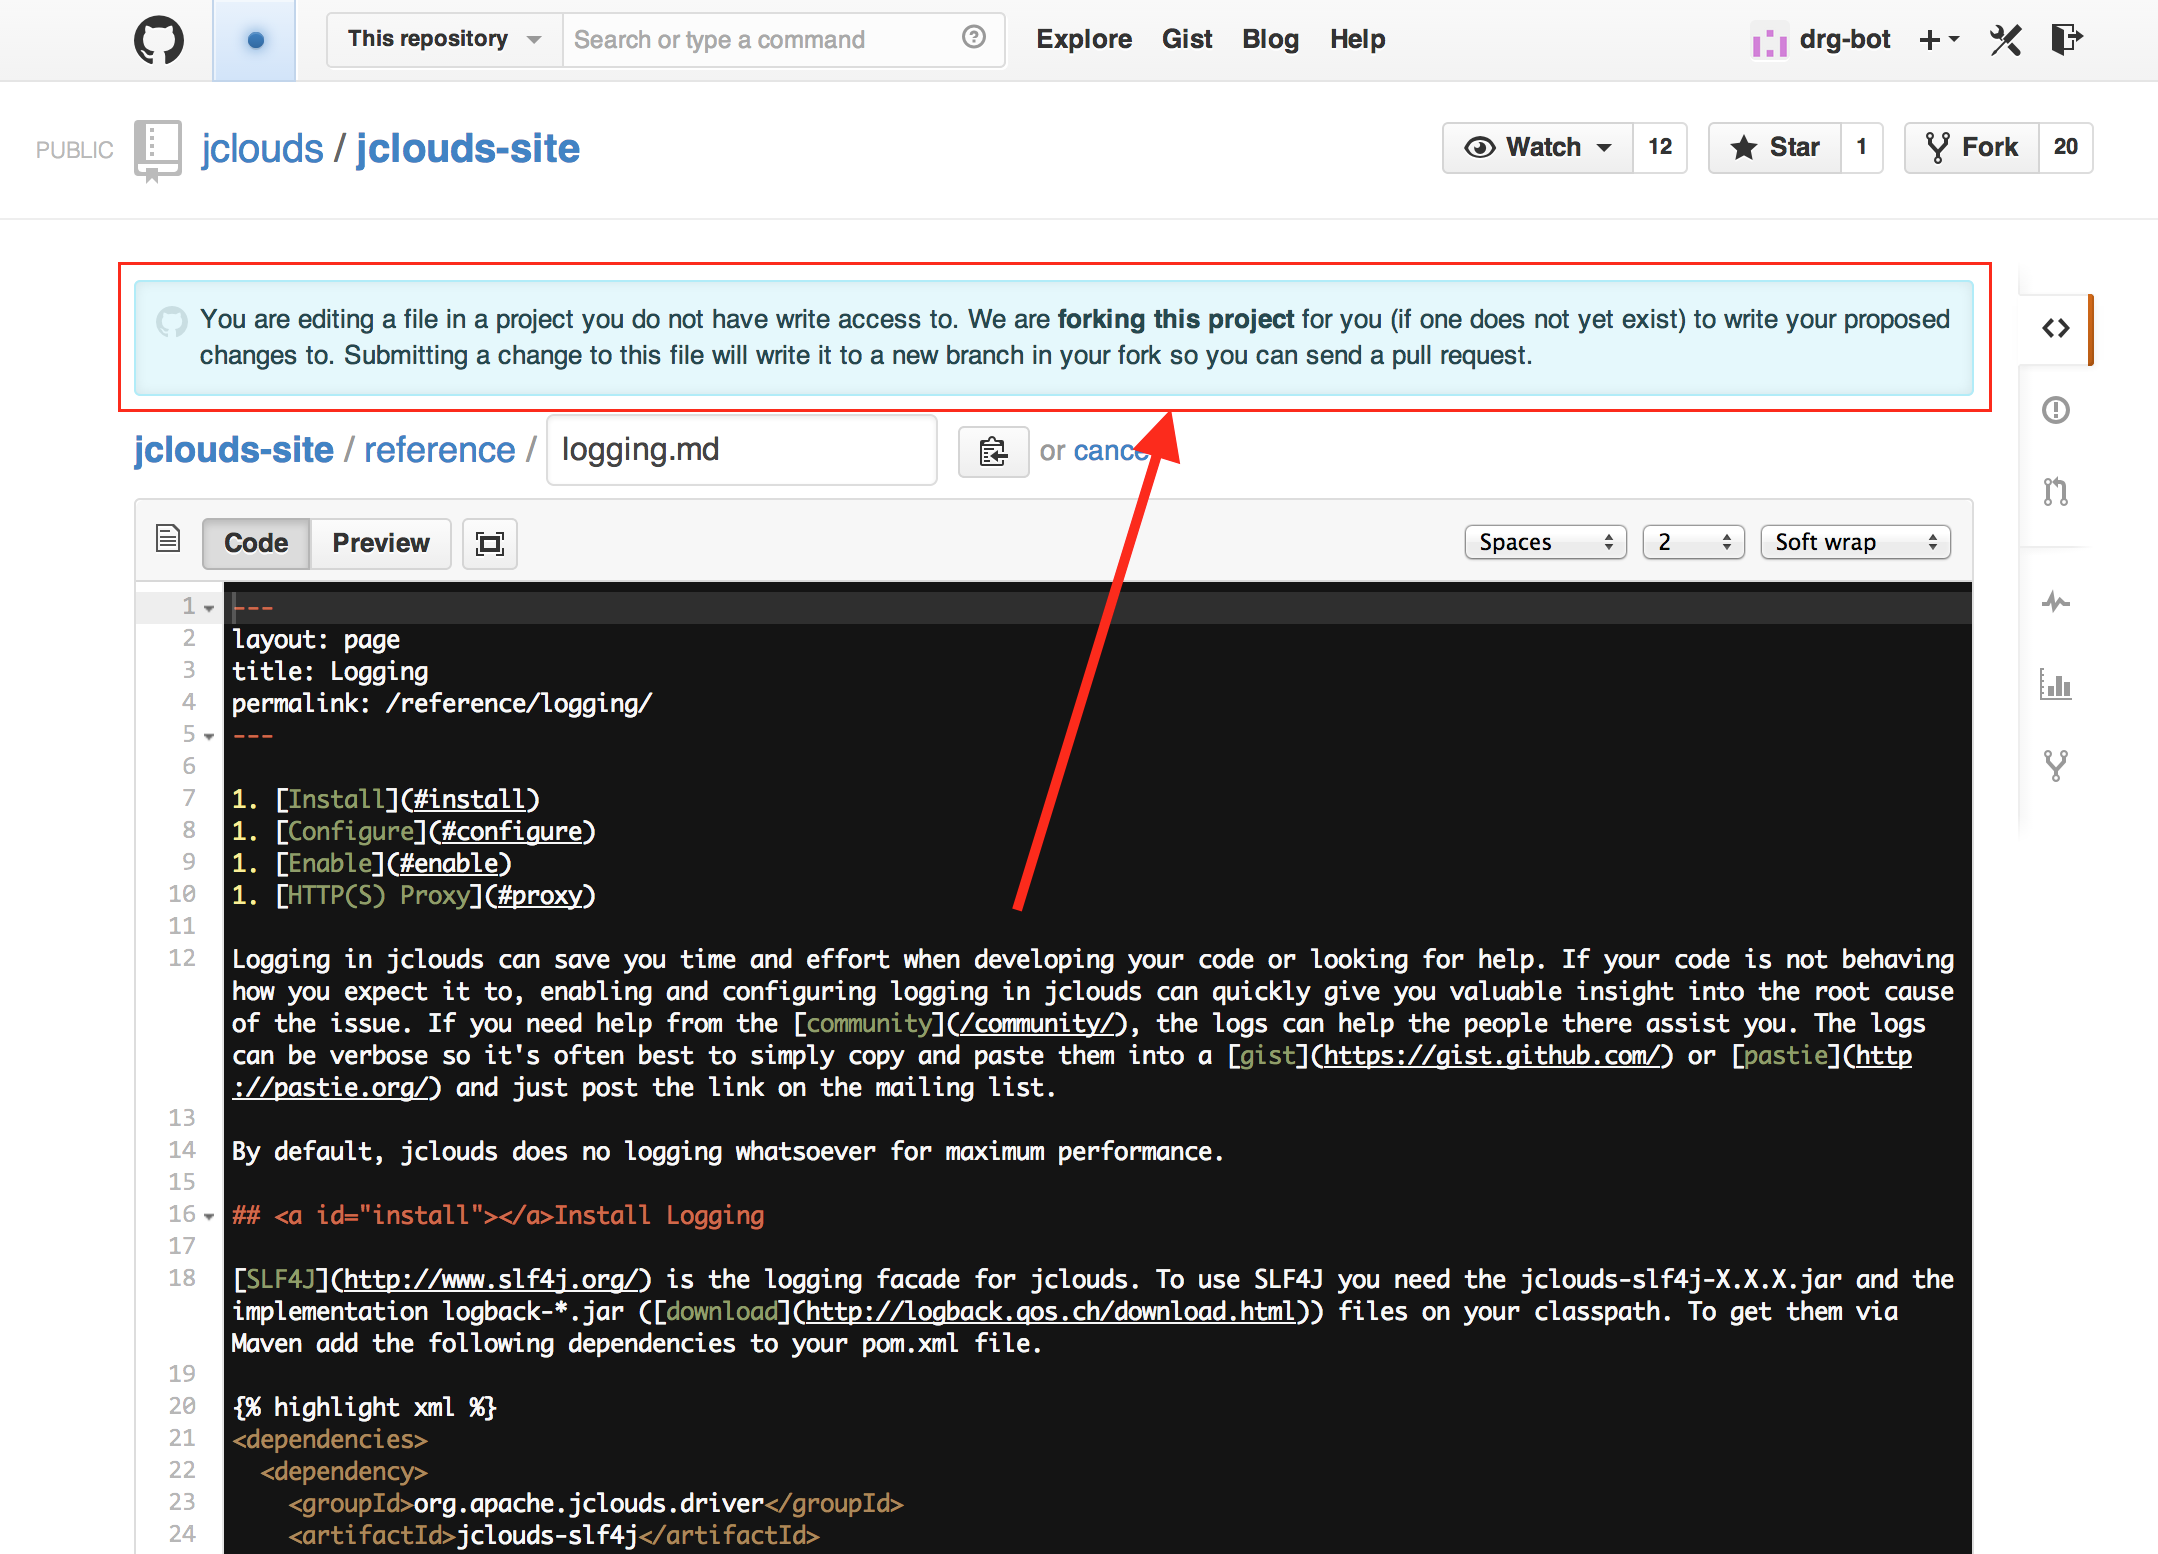 This repository Search or type a command Explore Gist Blog Help drg-bot
PUBLIC jclouds / jclouds-site Watch 12 Star 1 Fork 20
You are editing a file in a project you do not have write access to. We are forking this project for you (if one does not yet exist) to write your proposed
changes to. Submitting a change to this file will write it to a new branch in your fork so you can send a pull request.
jclouds-site / reference / logging.md or
Code Preview Spaces 2 Soft wrap
1 ---
2 layout: page
3 title: Logging
4 permalink: /reference/logging/
5 ---
6
7 1. [Install](#install)
8 1. [Configure](#configure)
9 1. [Enable](#enable)
10 1. [HTTP(S) Proxy](#proxy)
11
12 Logging in jclouds can save you time and effort when developing your code or looking for help. If your code is not behaving
how you expect it to, enabling and configuring logging in jclouds can quickly give you valuable insight into the root cause
of the issue. If you need help from the [community](/community/), the logs can help the people there assist you. The logs
can be verbose so it's often best to simply copy and paste them into a [gist](https://gist.github.com/) or [pastie](http
://pastie.org/) and just post the link on the mailing list.
13
14 By default, jclouds does no logging whatsoever for maximum performance.
15
16 ## <a id="install"></a>Install Logging
17
18 [SLF4J](http://www.slf4j.org/) is the logging facade for jclouds. To use SLF4J you need the jclouds-slf4j-X.X.X.jar and the
implementation logback-*.jar ([download](http://logback.qos.ch/download.html)) files on your classpath. To get them via
Maven add the following dependencies to your pom.xml file.
19
20 {% highlight xml %}
21 <dependencies>
22 <dependency>
23 <groupId>org.apache.jclouds.driver</groupId>
24 <artifactId>jclouds-slf4j</artifactId>